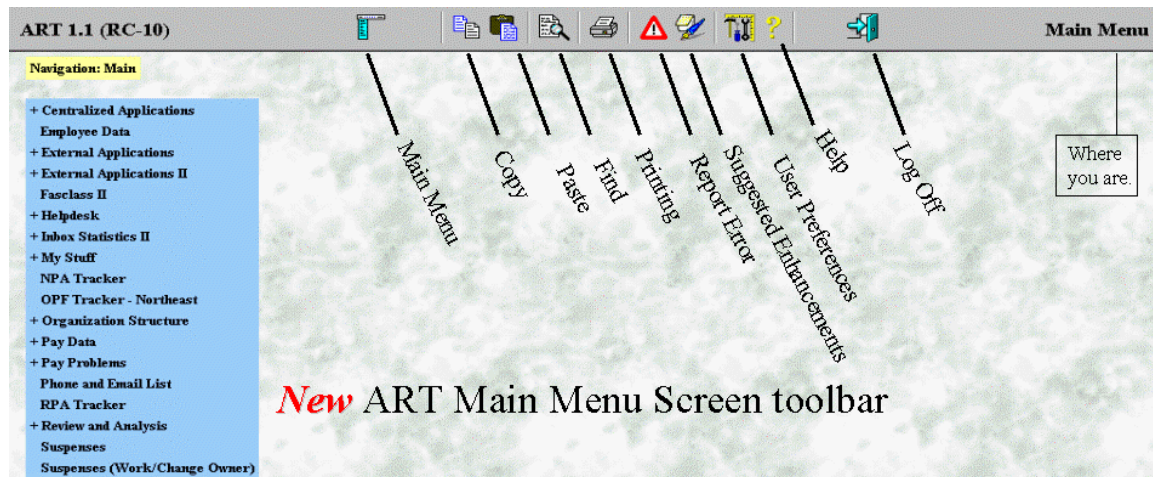 ART 1.1 (RC-10)
?
Main Menu
Navigation: Main
+ Centralized Applications
Employee Data
+ External Applications
+ External Applications II
Fasclass II
+ Helpdesk
+ Inbox Statistics II
+ My Stuff
NPA Tracker
OPF Tracker - Northeast
+ Organization Structure
+ Pay Data
+ Pay Problems
Phone and Email List
RPA Tracker
+ Review and Analysis
Suspenses
Suspenses (Work/Change Owner)
Main Menu
Copy
Paste
Find
Printing
Report Error
Suggested Enhancements
User Preferences
Help
Log Off
Where
you are.
New ART Main Menu Screen toolbar